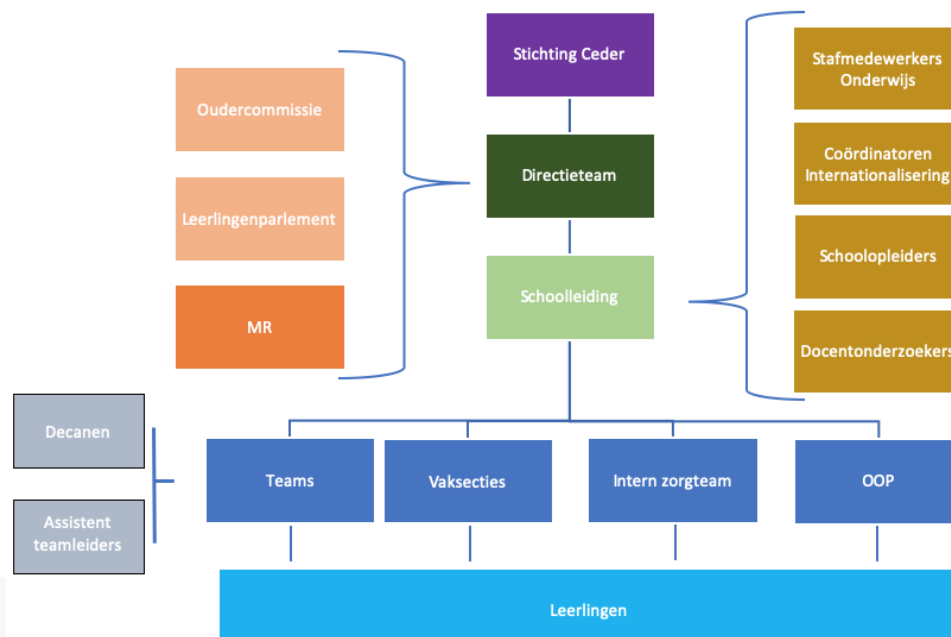 Stichting Ceder
Stafmedewerkers
Onderwijs
Oudercommissie
Directieteam
Coördinatoren
Internationalisering
Leerlingenparlement
Schoolopleiders
Schoolleiding
MR
Docentonderzoekers
Decanen
Assistent
teamleiders
Teams
Vaksecties
Intern zorgteam
OOP
Leerlingen